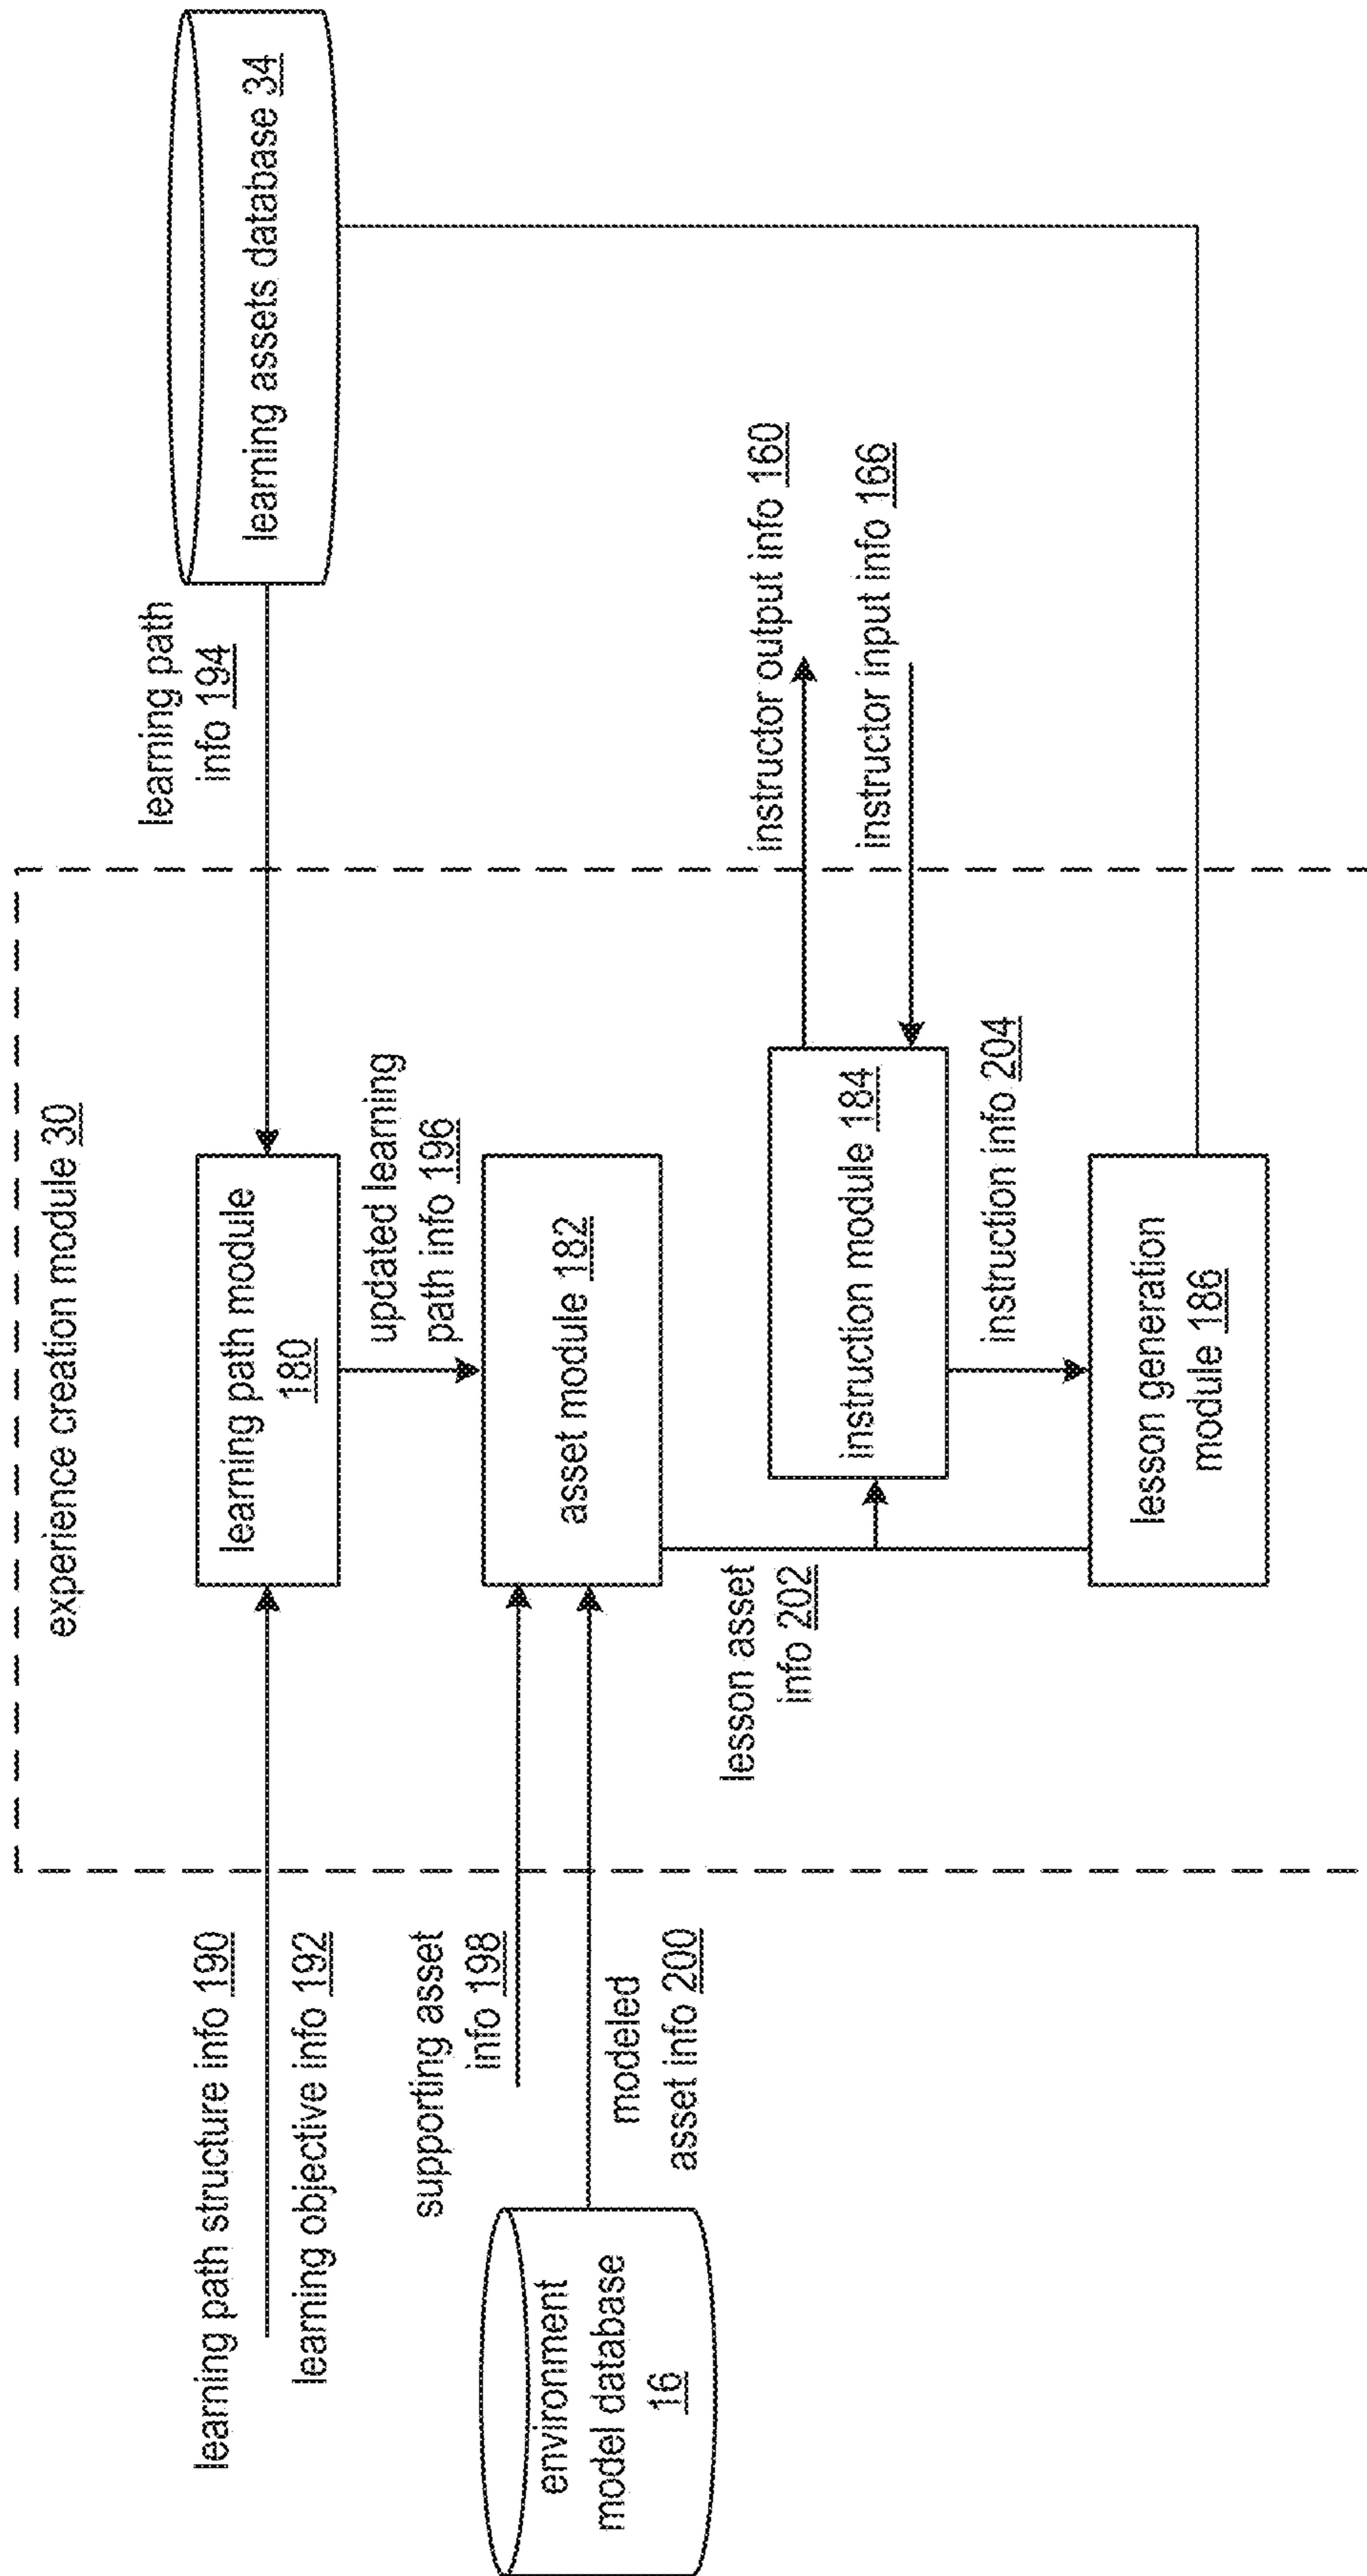 experience creation module 30
learning path structure info 190
learning objective info 192
learning path module
180
learning path
info 194
learning assets database 34
updated learning
path info 196
supporting asset
info 198
modeled
asset info 200
environment
model database
16
asset module 182
lesson asset
info 202
instruction module 184
instructor output info 160
instructor input info 166
instruction info 204
lesson generation
module 186